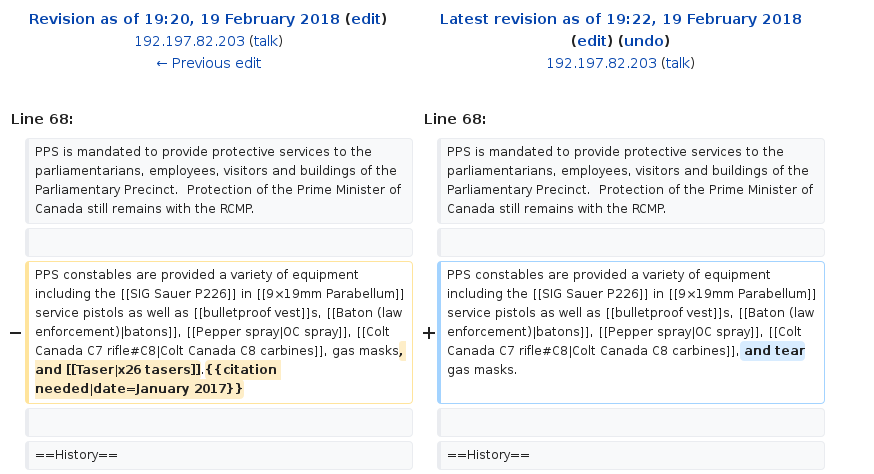 Revision as of 19:20, 19 February 2018 (edit)
192.197.82.203 (talk)
← Previous edit
Latest revision as of 19:22, 19 February 2018
(edit) (undo)
192.197.82.203 (talk)
Line 68:
Line 68:
PPS is mandated to provide protective services to the
parliamentarians, employees, visitors and buildings of the
Parliamentary Precinct.  Protection of the Prime Minister of
Canada still remains with the RCMP.
PPS is mandated to provide protective services to the
parliamentarians, employees, visitors and buildings of the
Parliamentary Precinct.  Protection of the Prime Minister of
Canada still remains with the RCMP.
− PPS constables are provided a variety of equipment
including the [[SIG Sauer P226]] in [[9×19mm Parabellum]]
service pistols as well as [[bulletproof vest]]s, [[Baton (law
enforcement)|batons]], [[Pepper spray|OC spray]], [[Colt
Canada C7 rifle#C8|Colt Canada C8 carbines]], gas masks,
and [[Taser|x26 tasers]].{{citation
needed|date=January 2017}}
+ PPS constables are provided a variety of equipment
including the [[SIG Sauer P226]] in [[9×19mm Parabellum]]
service pistols as well as [[bulletproof vest]]s, [[Baton (law
enforcement)|batons]], [[Pepper spray|OC spray]], [[Colt
Canada C7 rifle#C8|Colt Canada C8 carbines]], and tear
gas masks.
==History==
==History==